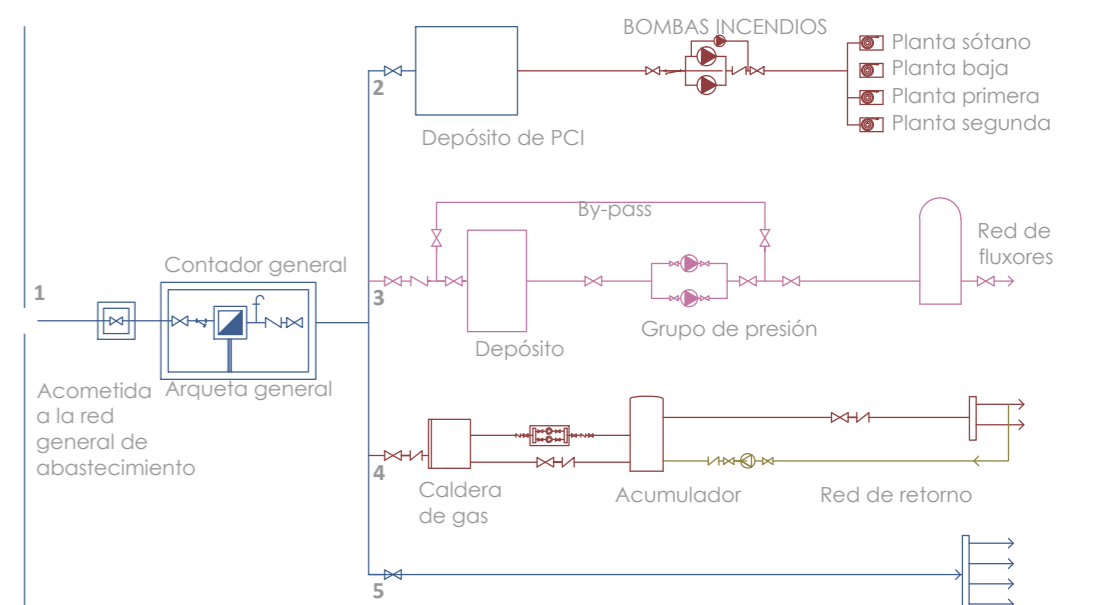 BOMBAS INCENDIOS
Planta sótano
Planta baja
Planta primera
Planta segunda
2
Depósito de PCI
By-pass
Red de
fluxores
Contador general
1
3
Grupo de presión
Depósito
Arqueta general
Acometida
a la red
general de
abastecimiento
4
Caldera
de gas
Acumulador
Red de retorno
5